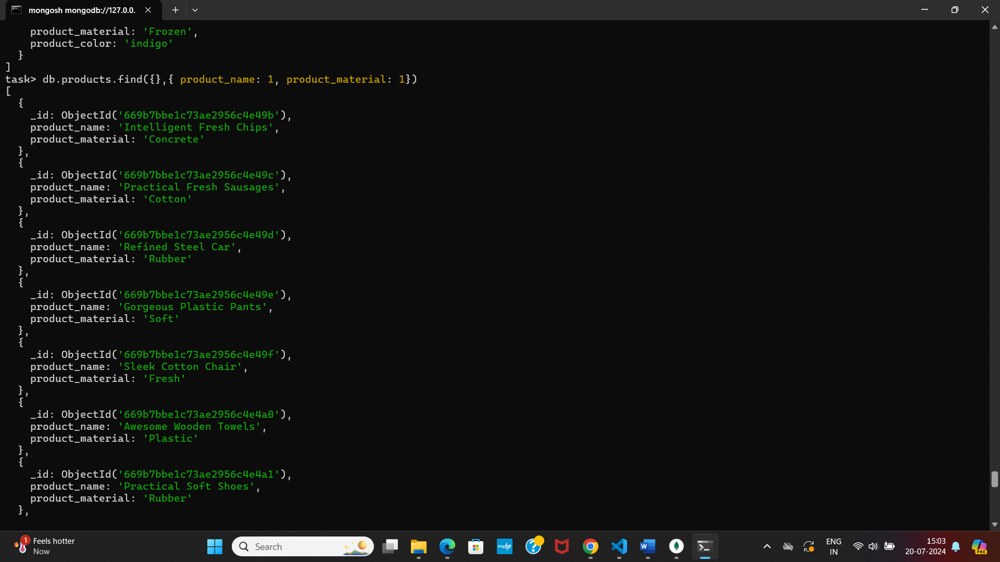 mongosh mongodb://127.0.0.
product_material: 'Frozen',
product_color: 'indigo'
}
]
task> db.products.find({},{ product_name: 1, product_material: 1})
[
{
_id: ObjectId('669b7bbe1c73ae2956c4e49b'),
product_name: 'Intelligent Fresh Chips',
product_material: 'Concrete'
},
{
_id: ObjectId('669b7bbe1c73ae2956c4e49c'),
product_name: 'Practical Fresh Sausages',
product_material: 'Cotton'
},
{
_id: ObjectId('669b7bbe1c73ae2956c4e49d'),
product_name: 'Refined Steel Car',
product_material: 'Rubber'
},
{
_id: ObjectId('669b7bbe1c73ae2956c4e49e'),
product_name: 'Gorgeous Plastic Pants',
product_material: 'Soft'
},
{
_id: ObjectId('669b7bbe1c73ae2956c4e49f'),
product_name: 'Sleek Cotton Chair',
product_material: 'Fresh'
},
{
_id: ObjectId('669b7bbe1c73ae2956c4e4a0'),
product_name: 'Awesome Wooden Towels',
product_material: 'Plastic'
},
{
_id: ObjectId('669b7bbe1c73ae2956c4e4a1'),
product_name: 'Practical Soft Shoes',
product_material: 'Rubber'
},
1
Feels hotter
Now
Search
myhp
?
W
PRE
ENG
IN
15:03
20-07-2024